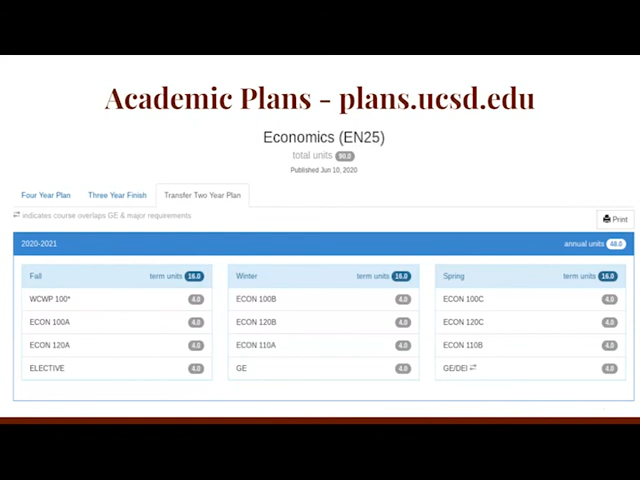 Academic Plans - plans.ucsd.edu
Economics (EN25)
total units 90.0
Published Jun 10, 2020
Four Year Plan Three Year Finish Transfer Two Year Plan
indicates course overlaps GE & major requirements
Print
2020-2021 annual units 48.0
Fall term units 16.0
WCWP 100* 4.0
ECON 100A 4.0
ECON 120A 4.0
ELECTIVE 4.0
Winter term units 16.0
ECON 100B 4.0
ECON 120B 4.0
ECON 110A 4.0
GE 4.0
Spring term units 16.0
ECON 100C 4.0
ECON 120C 4.0
ECON 110B 4.0
GE/DEI 4.0